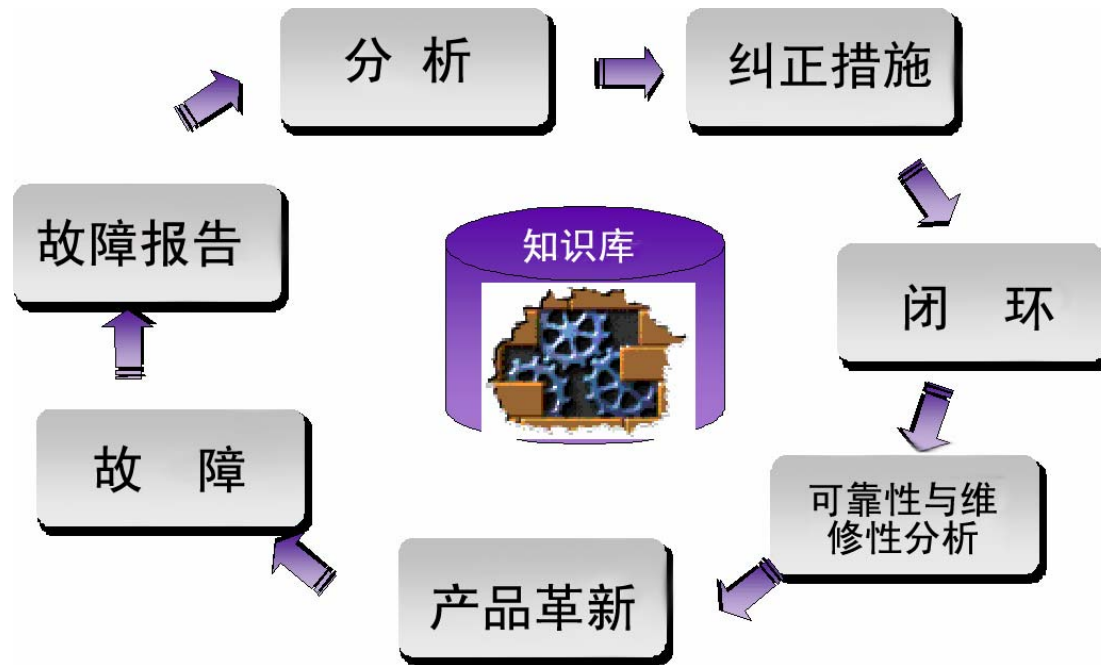 分 析
纠正措施
故障报告
知识库
闭 环
故 障
可靠性与维
修性分析
产品革新